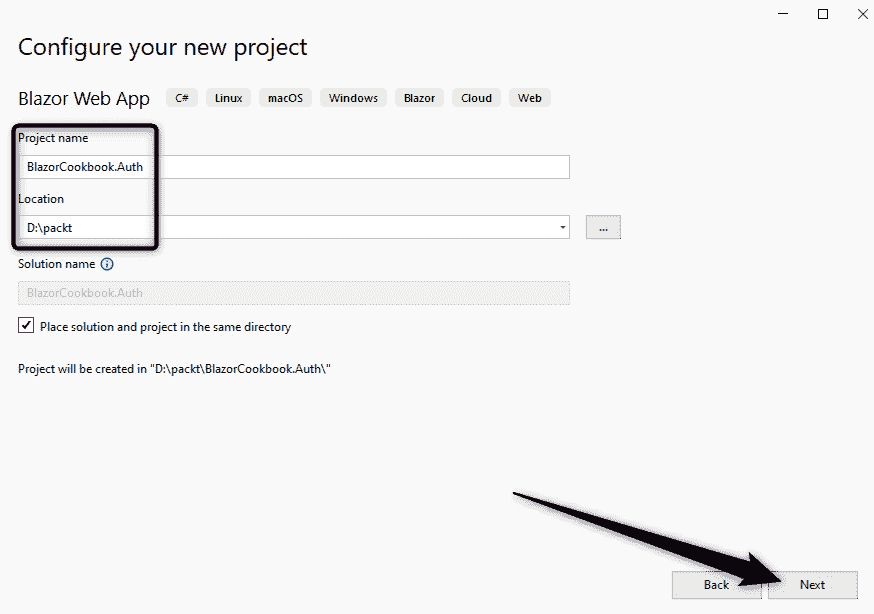 Configure your new project
Blazor Web App C# Linux macOS Windows Blazor Cloud Web
Project name
BlazorCookbook.Auth
Location
D:\packt
...
Solution name
BlazorCookbook.Auth
Place solution and project in the same directory
Project will be created in "D:\packt\BlazorCookbook.Auth\"
Back Next